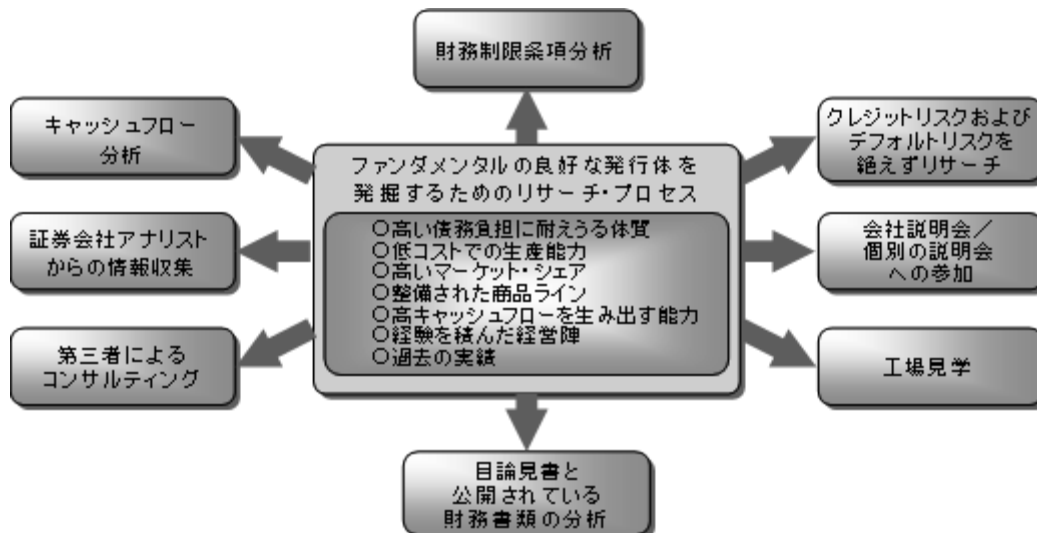 財務制限条項分析
キャッシュフロー
分析
クレジットリスクおよび
デフォルトリスクを
絶えずリサーチ
ファンダメンタルの良好な発行体を
発掘するためのリサーチ・プロセス
○高い債務負担に耐えうる体質
○低コストでの生産能力
○高いマーケット・シェア
○整備された商品ライン
○高キャッシュフローを生み出す能力
○経験を積んだ経営陣
○過去の実績
証券会社アナリスト
からの情報収集
会社説明会／
個別の説明会
への参加
第三者による
コンサルティング
工場見学
目論見書と
公開されている
財務書類の分析